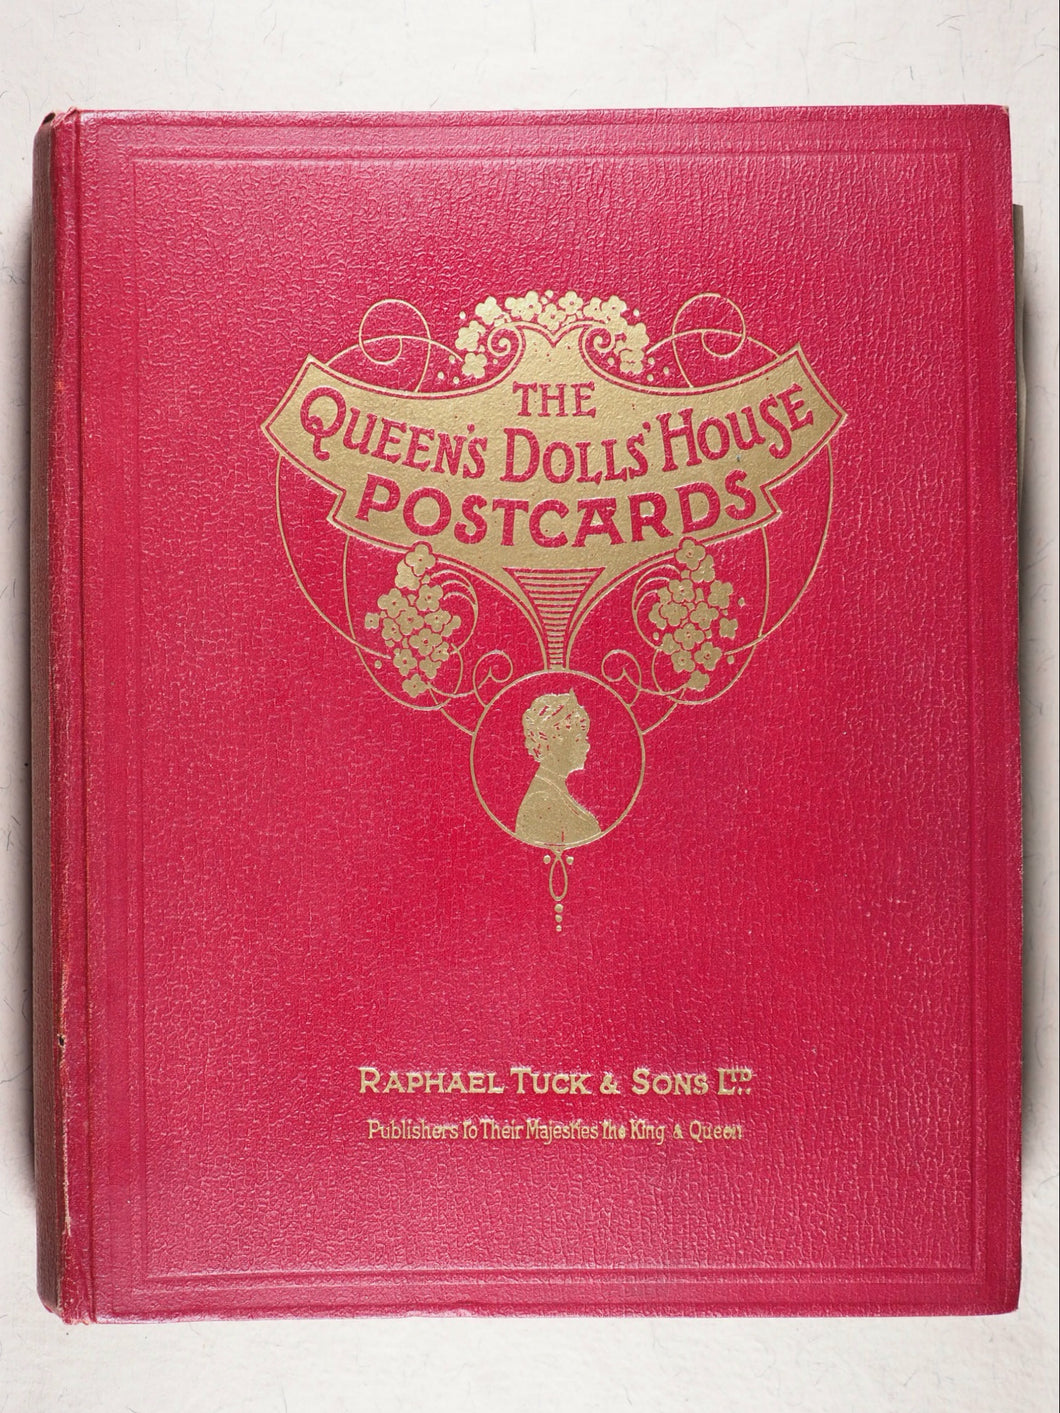 THE
QUEEN'S DOLLS' HOUSE
POSTCARDS
RAPHAEL TUCK & SONS LTD.
Publishers to Their Majesties the King & Queen